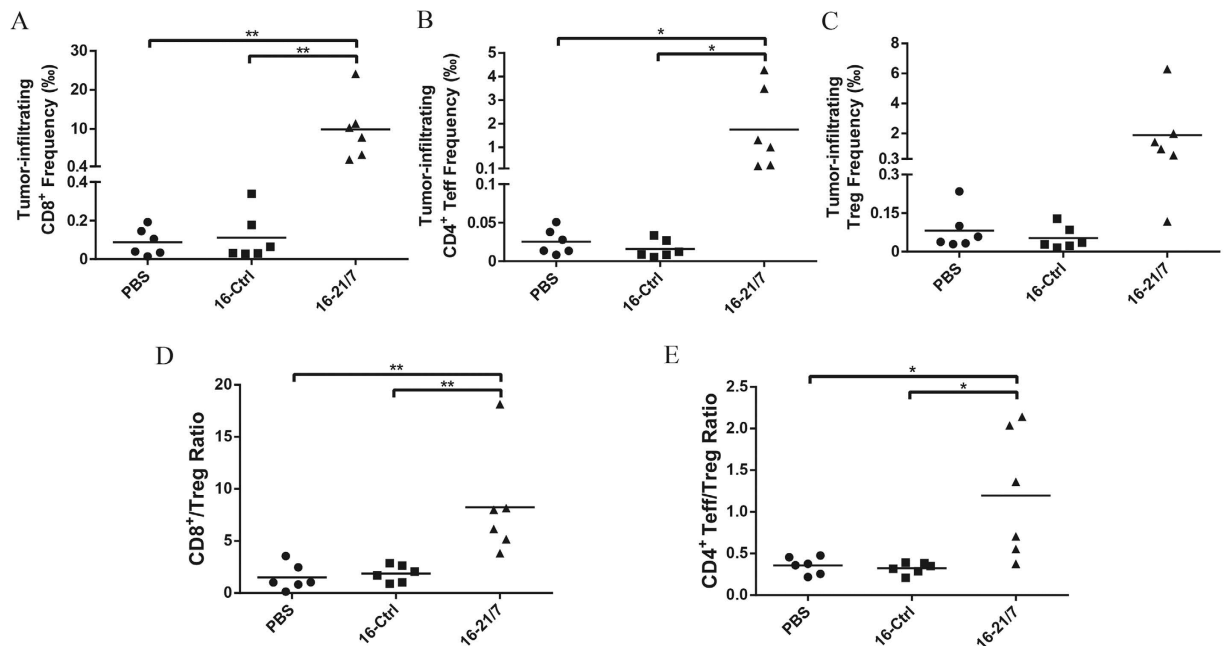 A
**
**
Tumor-infiltrating
CD8+ Frequency (‰)
30
20
10
0.4
0.4
0.2
0.0
PBS
16-Ctrl
16-21/7
B
*
*
Tumor-infiltrating
CD4+ Teff Frequency (‰)
5
4
3
2
1
0.1
0.1
0.05
0
PBS
16-Ctrl
16-21/7
C
Tumor-infiltrating
Treg Frequency (‰)
8
6
4
2
0.3
0.30
0.15
0.00
PBS
16-Ctrl
16-21/7
D
**
**
CD8+/Treg Ratio
20
15
10
5
0
PBS
16-Ctrl
16-21/7
E
*
*
CD4+ Teff/Treg Ratio
2.5
2.0
1.5
1.0
0.5
0.0
PBS
16-Ctrl
16-21/7